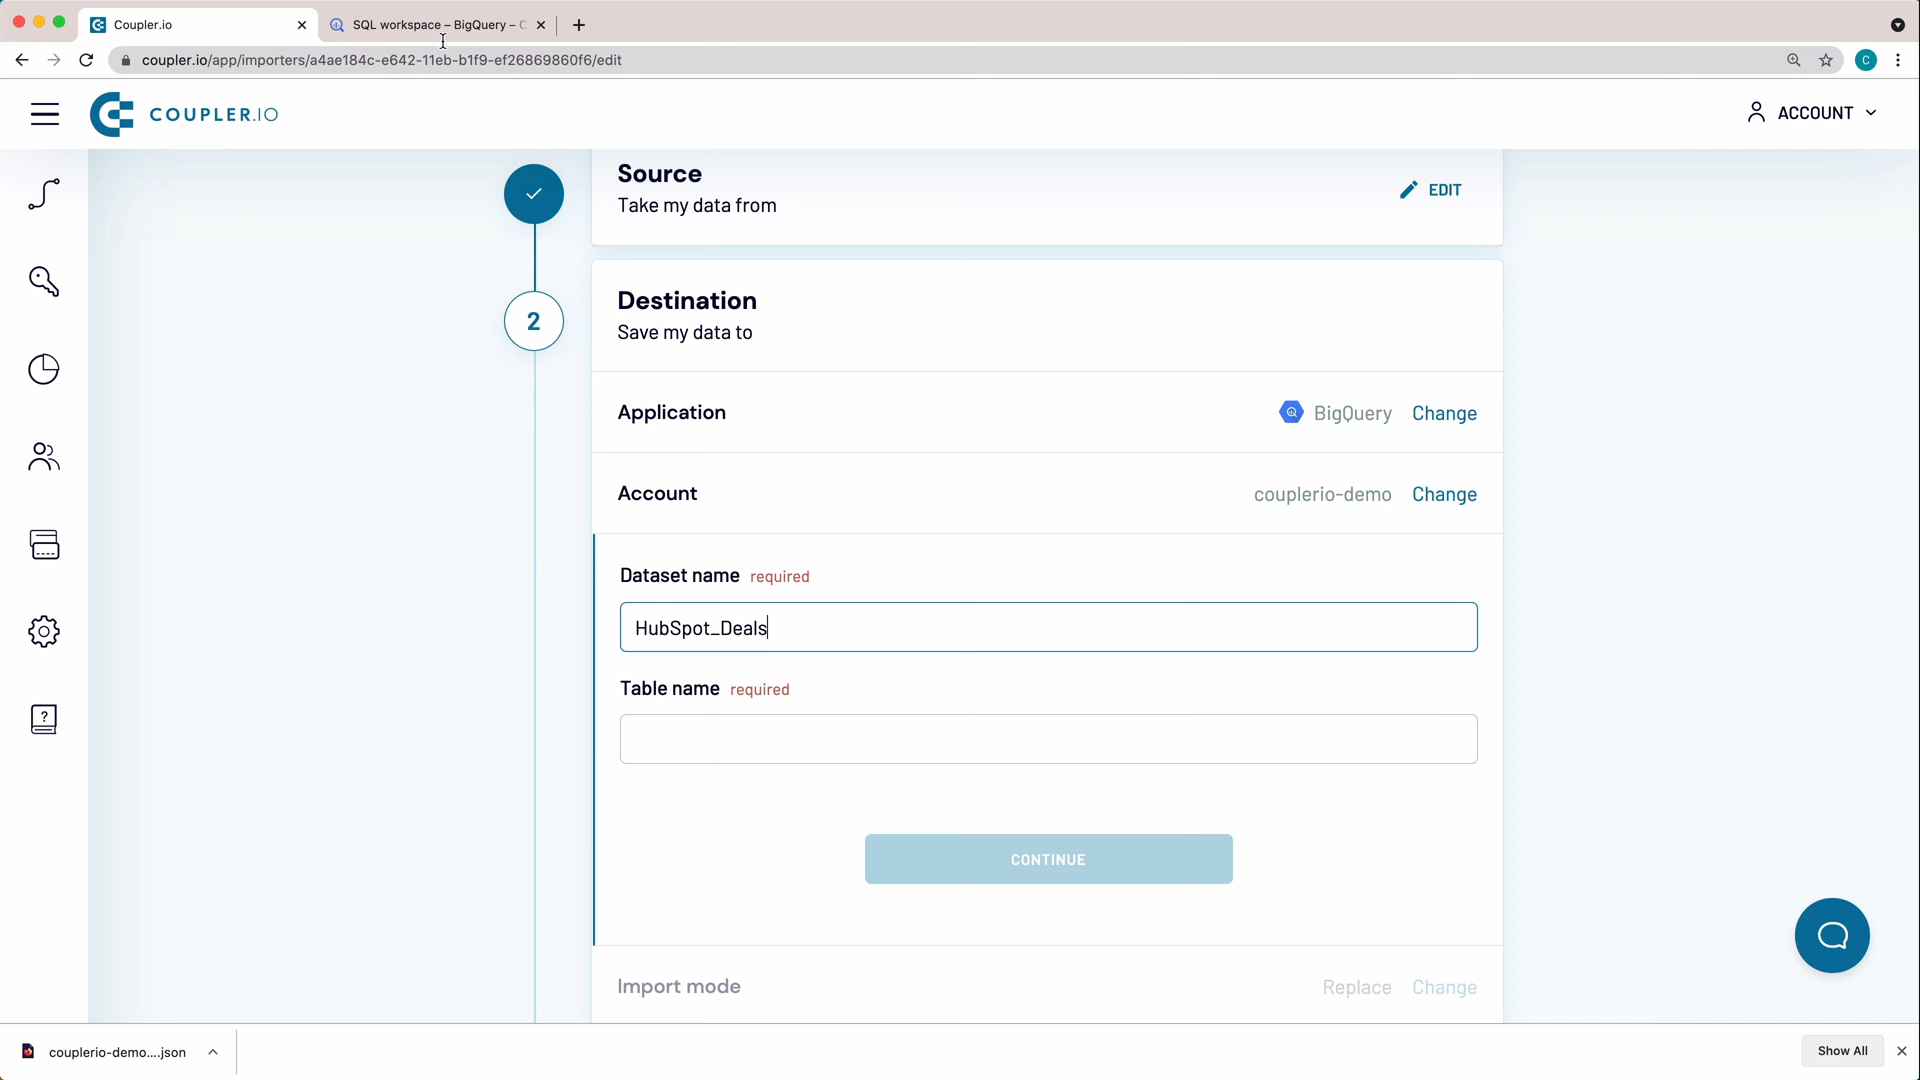 Coupler.io
SQL workspace – BigQuery – C
coupler.io/app/importers/a4ae184c-e642-11eb-b1f9-ef26869860f6/edit
C
COUPLER.IO
ACCOUNT
Source
Take my data from
EDIT
2
Destination
Save my data to
Application
BigQuery
Change
Account
couplerio-demo
Change
Dataset name required
HubSpot_Deals
Table name required
CONTINUE
Import mode
Replace
Change
couplerio-demo....json
Show All